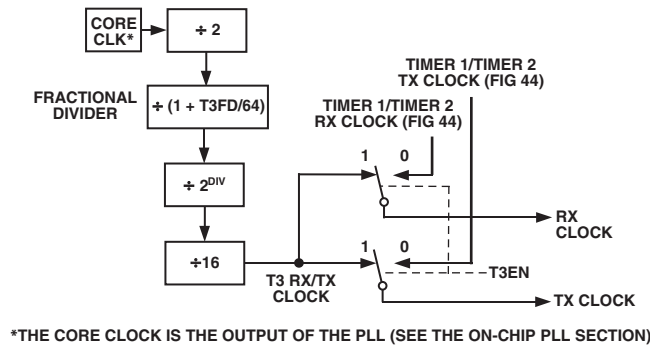 CORE
CLK*
÷ 2
TIMER 1/TIMER 2
TX CLOCK (FIG 44)
FRACTIONAL
DIVIDER
÷ (1 + T3FD/64)
TIMER 1/TIMER 2
RX CLOCK (FIG 44)
1 0
÷ 2DIV
RX
CLOCK
÷16
1 0
T3 RX/TX
CLOCK
T3EN
TX CLOCK
*THE CORE CLOCK IS THE OUTPUT OF THE PLL (SEE THE ON-CHIP PLL SECTION)